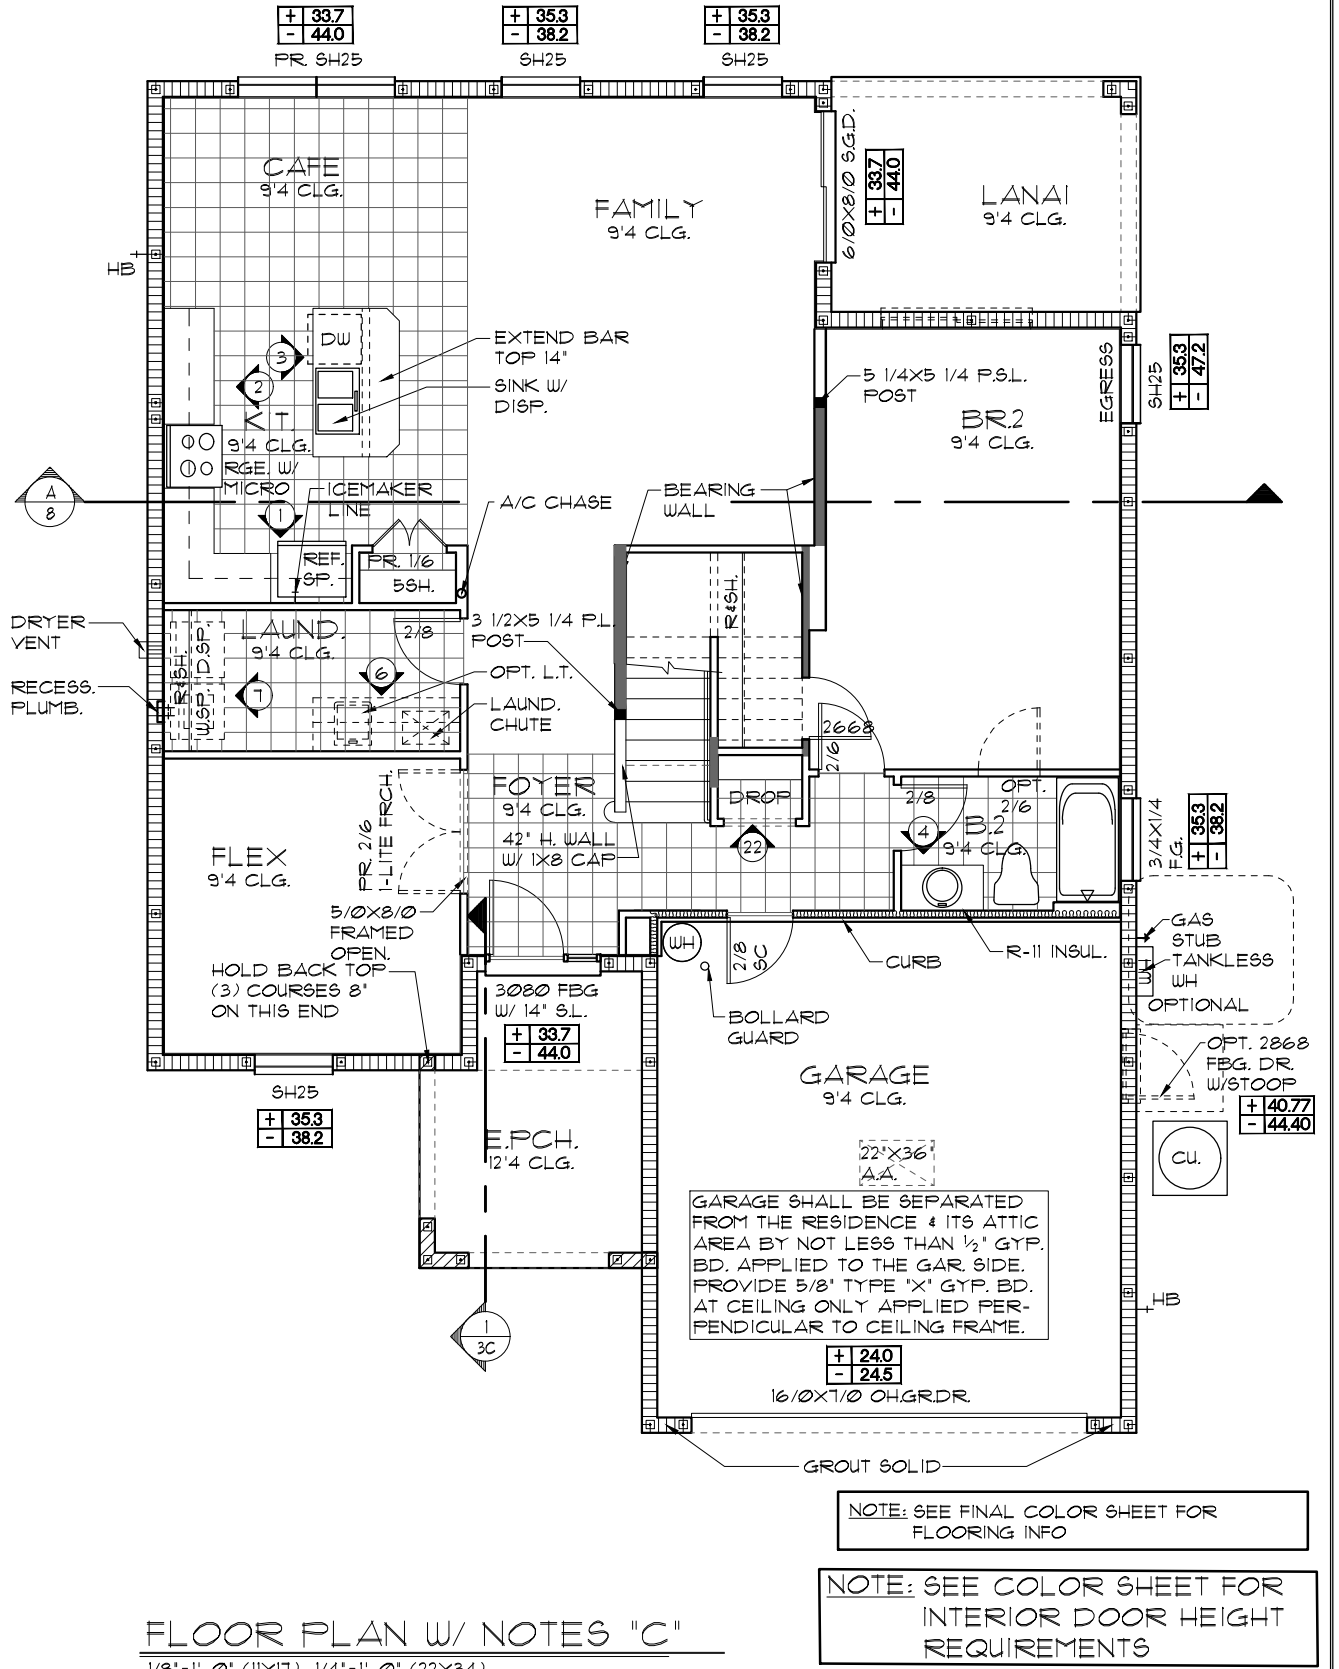 + 33.7
- 44.0
PR. SH25
+ 35.3
- 38.2
SH25
+ 35.3
- 38.2
SH25
CAFE
9'4 CLG.
FAMILY
9'4 CLG.
6/0X8/0 S.G.D.
+ 33.7
- 44.0
LANAI
9'4 CLG.
HB
DW
EXTEND BAR
TOP 14"
SINK W/
DISP.
3
2
KIT.
9'4 CLG.
RGE. W/
MICRO
ICEMAKER
LINE
1
A/C CHASE
5 1/4X5 1/4 P.S.L.
POST
BR.2
9'4 CLG.
EGRESS
SH25
+ 35.3
- 47.2
A
8
BEARING
WALL
REF.
SP.
PR. 1/6
5SH.
R&SH.
DRYER
VENT
RECESS.
PLUMB.
LAUND.
9'4 CLG.
R&SH.
W.SP. D.SP.
2/8
6
7
3 1/2X5 1/4 P.L.
POST
OPT. L.T.
LAUND.
CHUTE
2668
2/6
FOYER
9'4 CLG.
42" H. WALL
W/ 1X8 CAP
DROP
22
2/8
OPT.
2/6
4
B.2
9'4 CLG.
3/4X1/4
F.G.
+ 35.3
- 38.2
FLEX
9'4 CLG.
PR. 2/6
1-LITE FRCH.
5/0X8/0
FRAMED
OPEN.
HOLD BACK TOP
(3) COURSES 8"
ON THIS END
WH
2/8
SC
CURB
R-11 INSUL.
GAS
STUB
TANKLESS
WH
OPTIONAL
3080 FBG
W/ 14" S.L.
+ 33.7
- 44.0
BOLLARD
GUARD
GARAGE
9'4 CLG.
OPT. 2868
FBG. DR.
W/STOOP
+ 40.77
- 44.40
SH25
+ 35.3
- 38.2
E.PCH.
12'4 CLG.
22"X36"
A.A.
CU.
GARAGE SHALL BE SEPARATED
FROM THE RESIDENCE & ITS ATTIC
AREA BY NOT LESS THAN ½" GYP.
BD. APPLIED TO THE GAR. SIDE.
PROVIDE 5/8" TYPE "X" GYP. BD.
AT CEILING ONLY APPLIED PER-
PENDICULAR TO CEILING FRAME.
HB
1
3C
+ 24.0
- 24.5
16/0X7/0 OH.GR.DR.
GROUT SOLID
NOTE: SEE FINAL COLOR SHEET FOR
FLOORING INFO
NOTE: SEE COLOR SHEET FOR
INTERIOR DOOR HEIGHT
REQUIREMENTS
FLOOR PLAN W/ NOTES "C"
1/8"=1'-0" (11X17) 1/4"=1'-0" (22X34)